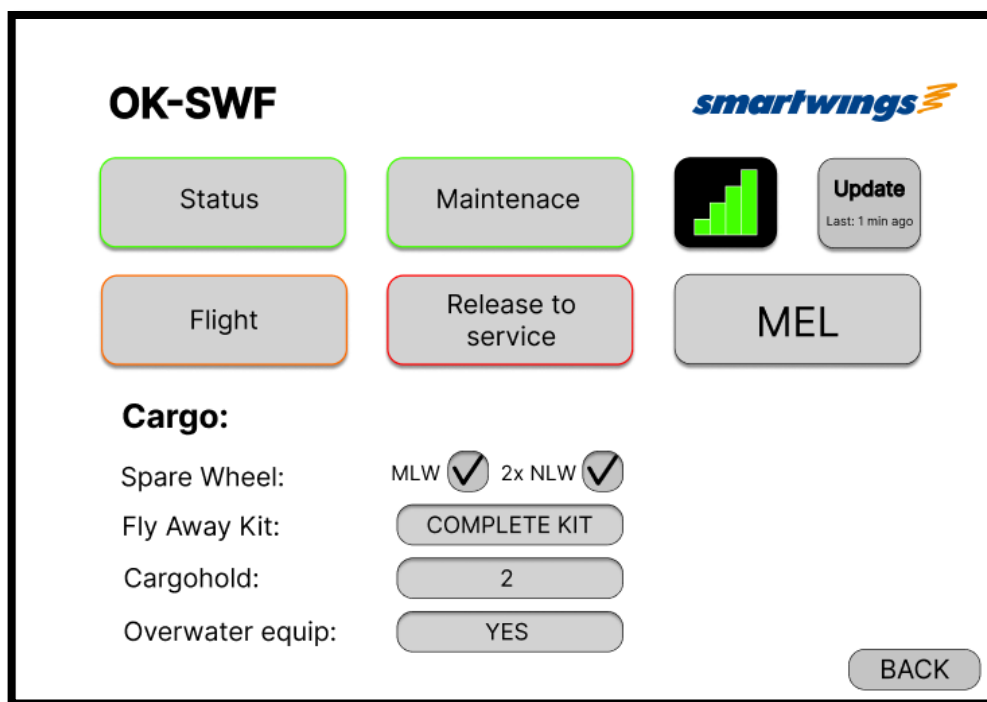 OK-SWF
smartwings
Status
Maintenace
Update
Last: 1 min ago
Flight
Release to
service
MEL
Cargo:
Spare Wheel:
MLW
2x NLW
Fly Away Kit:
COMPLETE KIT
Cargohold:
2
Overwater equip:
YES
BACK